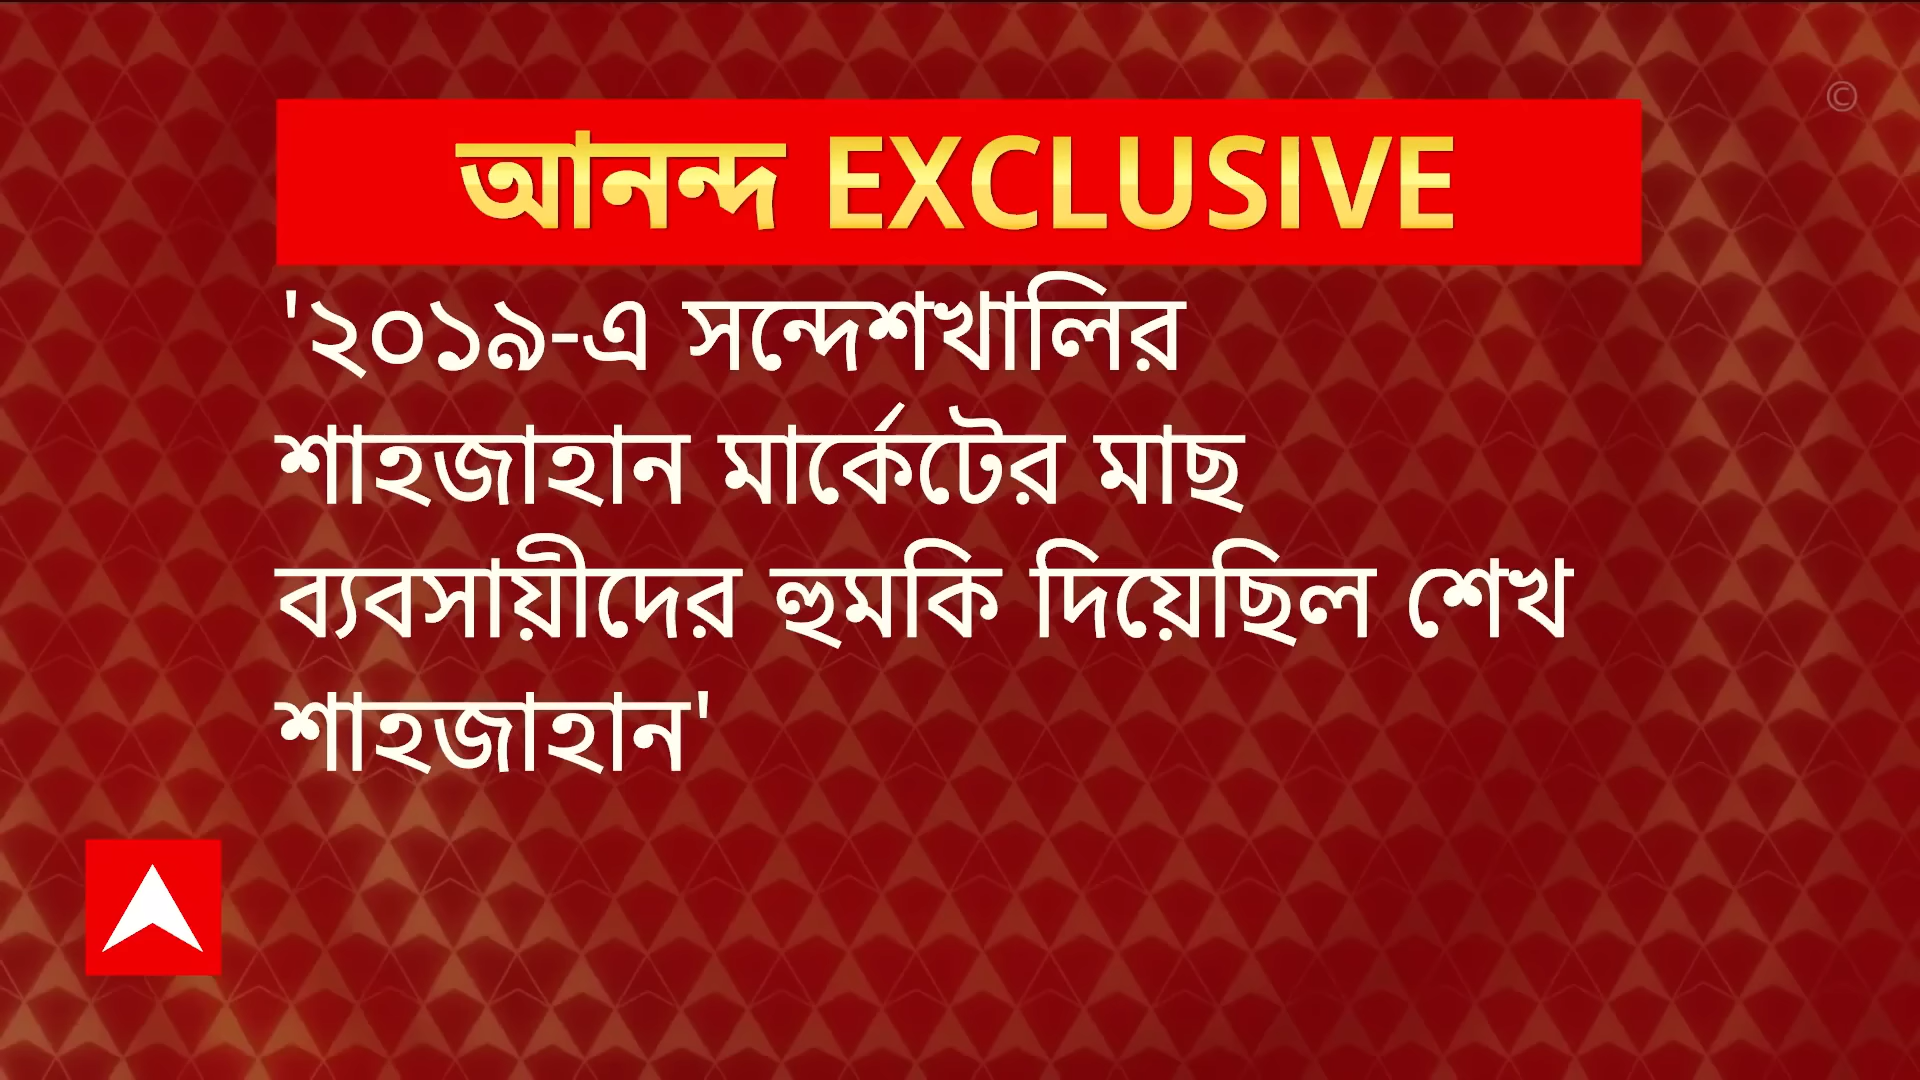 ©
আনন্দ EXCLUSIVE
'২০১৯-এ সন্দেশখালির
শাহজাহান মার্কেটের মাছ
ব্যবসায়ীদের হুমকি দিয়েছিল শেখ
শাহজাহান'